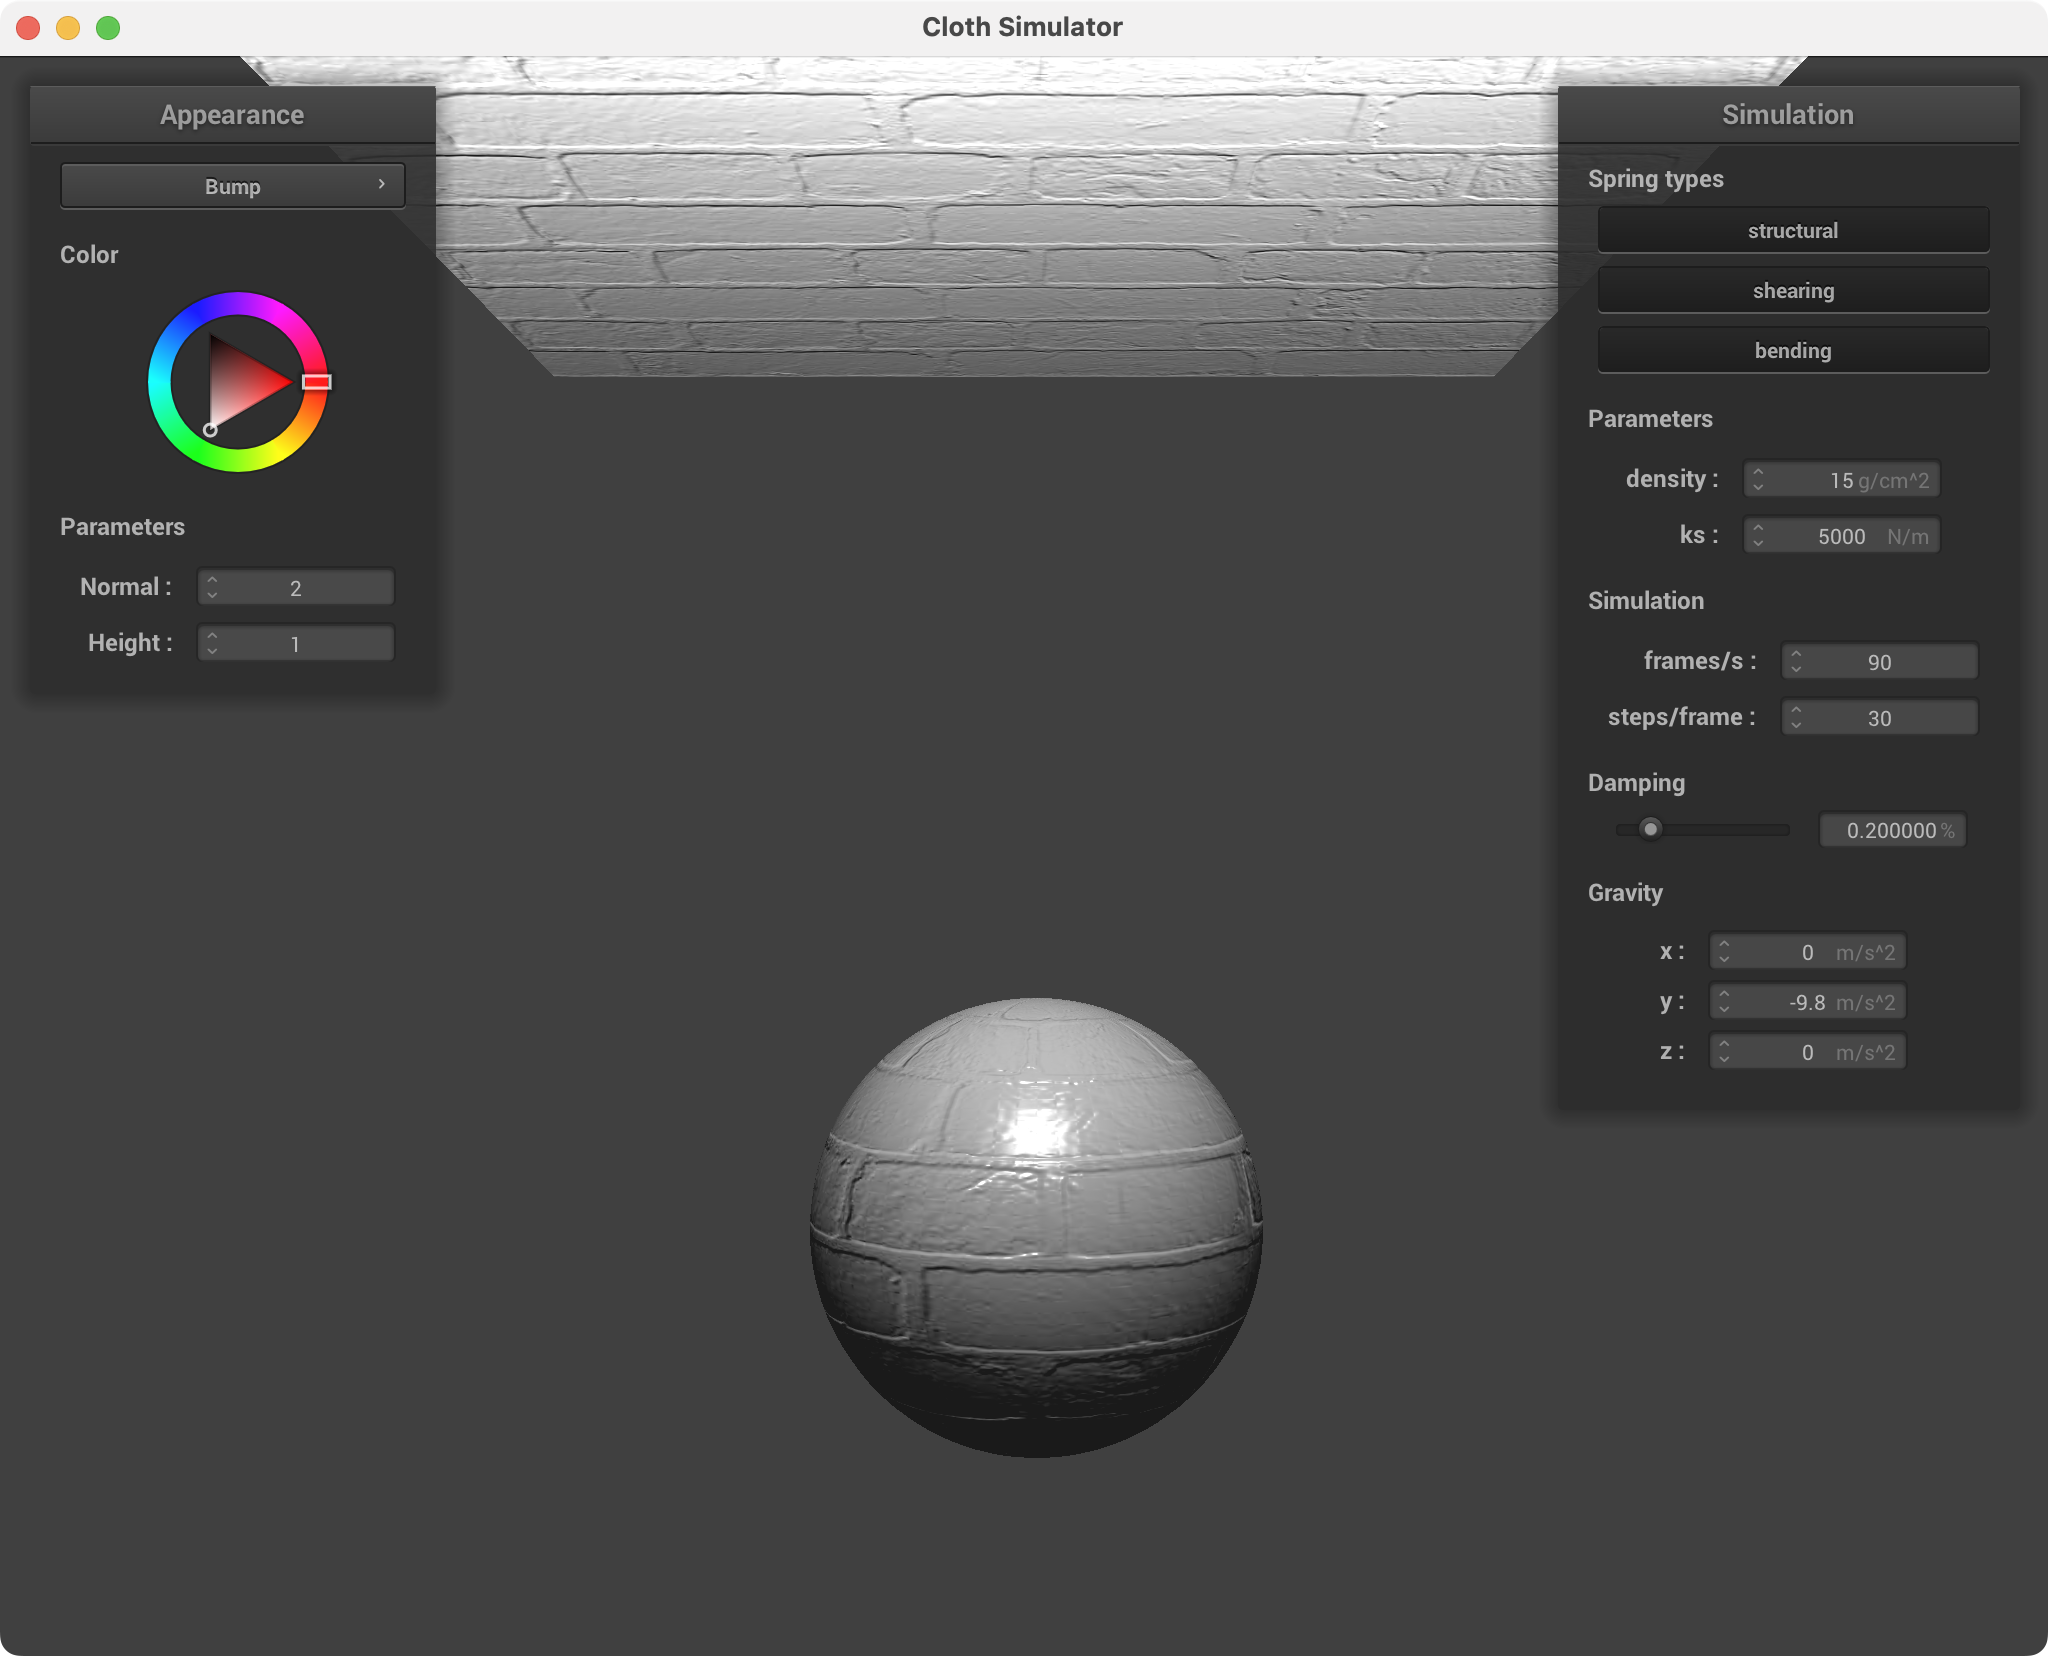 Cloth Simulator
Appearance
Bump
Color
Parameters
Normal : 2
Height : 1
Simulation
Spring types
structural
shearing
bending
Parameters
density : 15 g/cm^2
ks : 5000 N/m
Simulation
frames/s : 90
steps/frame : 30
Damping
0.200000 %
Gravity
x : 0 m/s^2
y : -9.8 m/s^2
z : 0 m/s^2